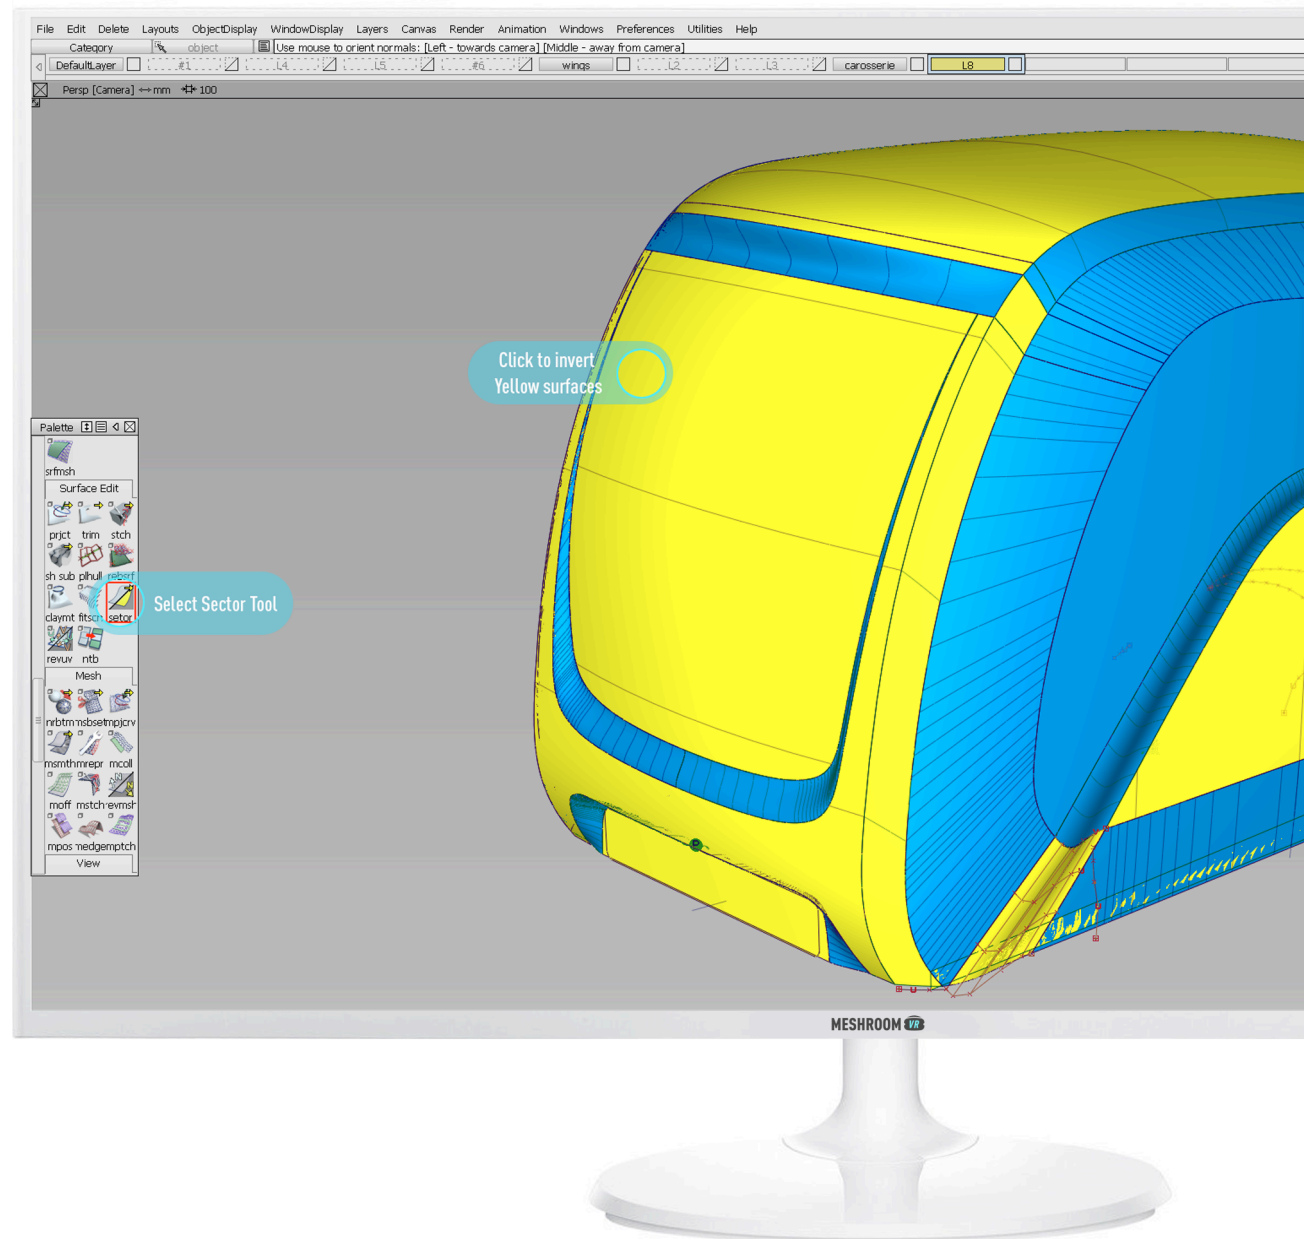 File Edit Delete Layouts ObjectDisplay WindowDisplay Layers Canvas Render Animation Windows Preferences Utilities Help
Category object Use mouse to orient normals: [Left - towards camera] [Middle - away from camera]
DefaultLayer #1 L4 L5 #6 wings L2 L3 carosserie L8
Persp [Camera] mm 100
Click to invert
Yellow surfaces
Palette
srfmsh
Surface Edit
prjct trim stch
sh sub plhull rebsrf
claymt fitsc setor
Select Sector Tool
revuv ntb
Mesh
nrbtm msbset mpjcrv
msmth mrepr mcoll
moff mstch revmsh
mpos medge mptch
View
P
MESHROOM VR